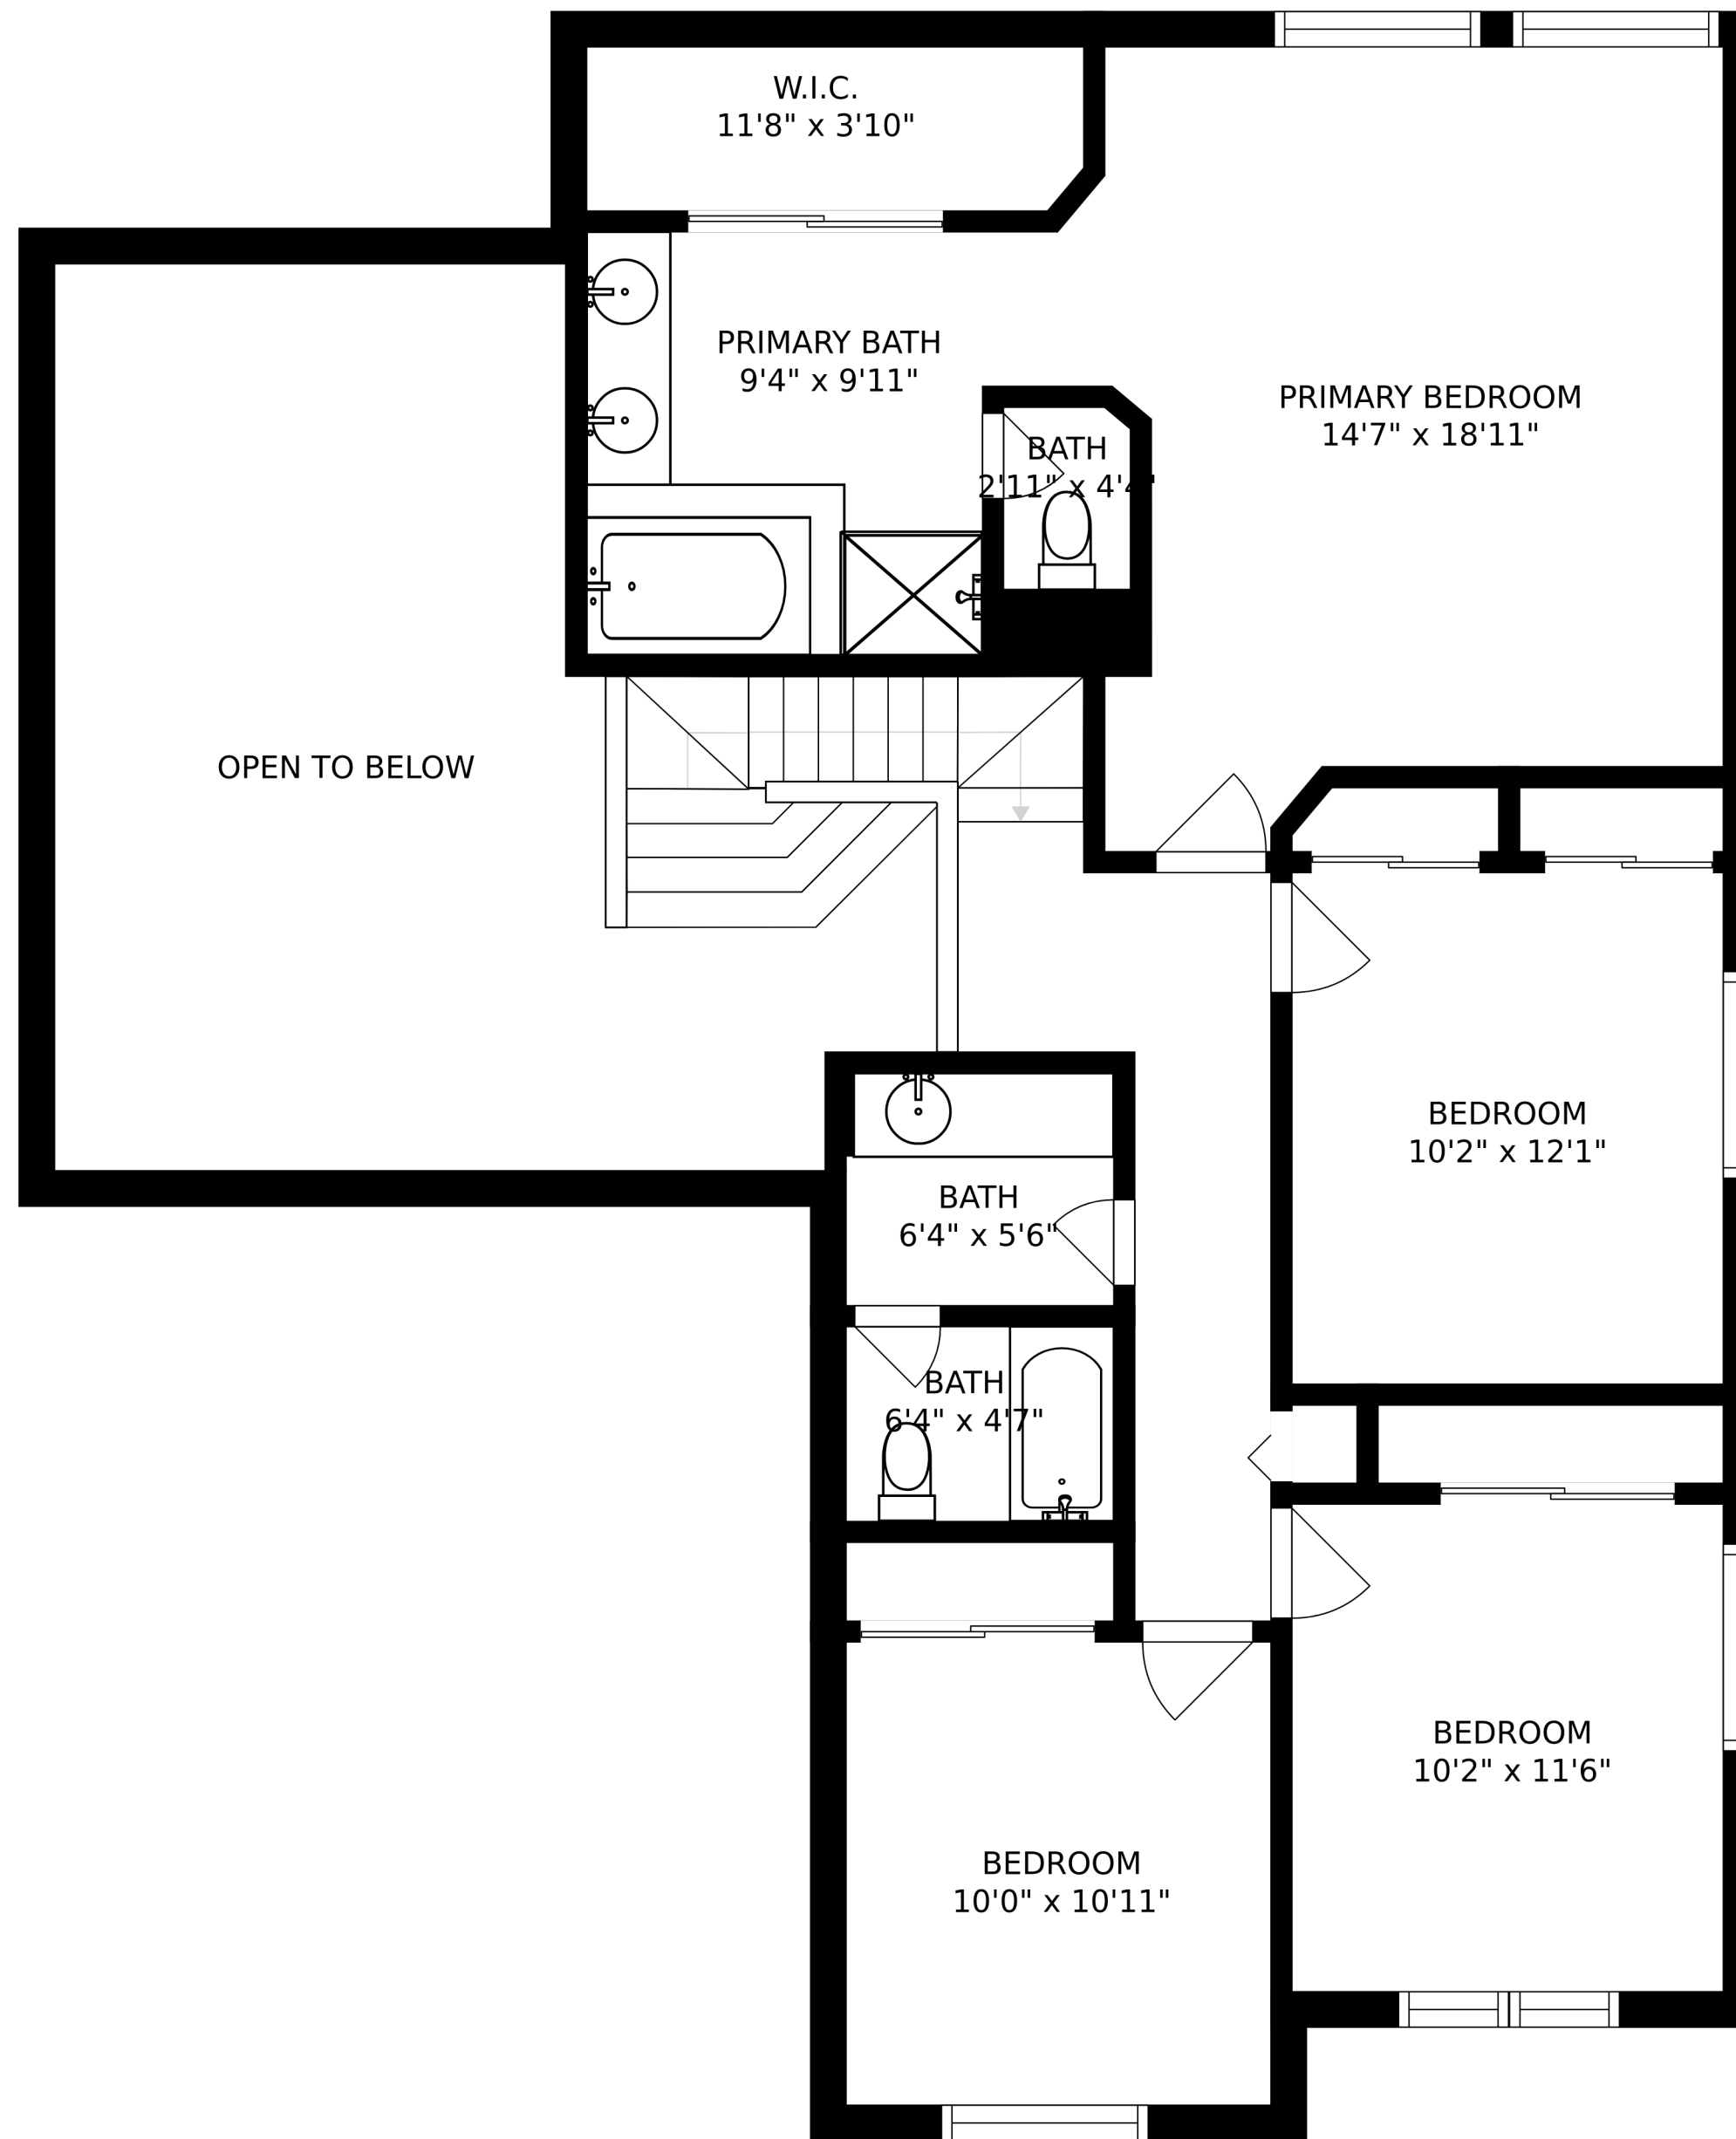 W.I.C.
11'8" x 3'10"
PRIMARY BATH
9'4" x 9'11"
PRIMARY BEDROOM
14'7" x 18'11"
BATH
2'11" x 4'4"
OPEN TO BELOW
BEDROOM
10'2" x 12'1"
BATH
6'4" x 5'6"
BATH
6'4" x 4'7"
BEDROOM
10'2" x 11'6"
BEDROOM
10'0" x 10'11"